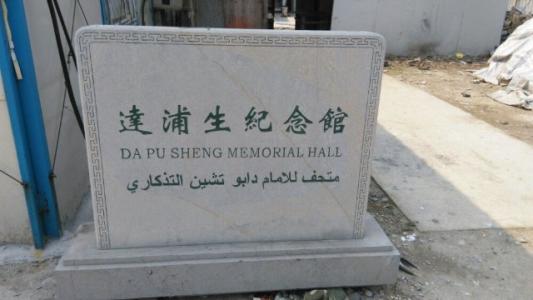 達浦生紀念館
DA PU SHENG MEMORIAL HALL
متحف للامام دابو تشين التذكاري